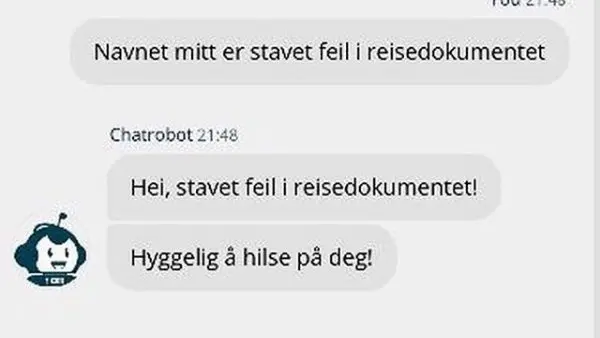 You 21:48
Navnet mitt er stavet feil i reisedokumentet
Chatrobot 21:48
Hei, stavet feil i reisedokumentet!
Hyggelig å hilse på deg!